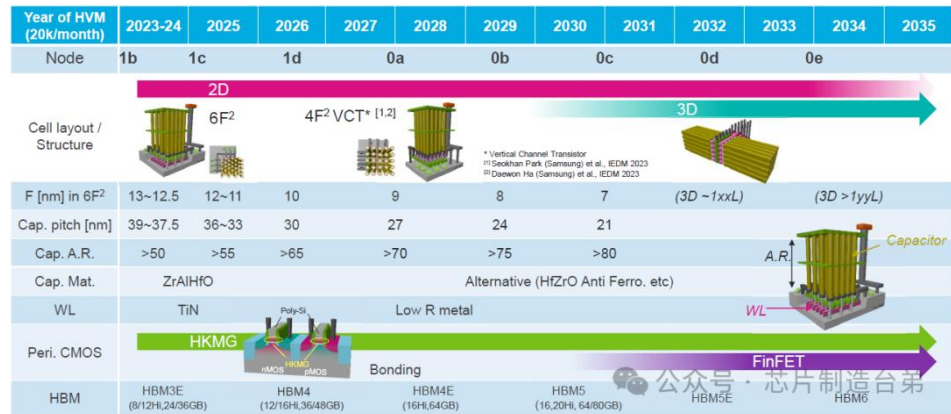 Year of HVM (20k/month) 2023-24 2025 2026 2027 2028 2029 2030 2031 2032 2033 2034 2035
Node 1b 1c 1d 0a 0b 0c 0d 0e
2D
3D
Cell layout / Structure
6F²
4F² VCT* [1,2]
* Vertical Channel Transistor
[1] Seokhan Park (Samsung) et al., IEDM 2023
[2] Daewon Ha (Samsung) et al., IEDM 2023
F [nm] in 6F² 13~12.5 12~11 10 9 8 7 (3D ~1xxL) (3D >1yyL)
Cap. pitch [nm] 39~37.5 36~33 30 27 24 21
Cap. A.R. >50 >55 >65 >70 >75 >80
A.R.
Capacitor
WL
Cap. Mat. ZrAlHfO Alternative (HfZrO Anti Ferro. etc)
WL TiN Low R metal
Peri. CMOS
HKMG
Poly-Si
HKMG
nMOS
pMOS
Bonding
FinFET
HBM
HBM3E (8/12Hi,24/36GB)
HBM4 (12/16Hi,36/48GB)
HBM4E (16Hi,64GB)
HBM5 (16,20Hi, 64/80GB)
HBM5E
HBM6
公众号 · 芯片制造台弟